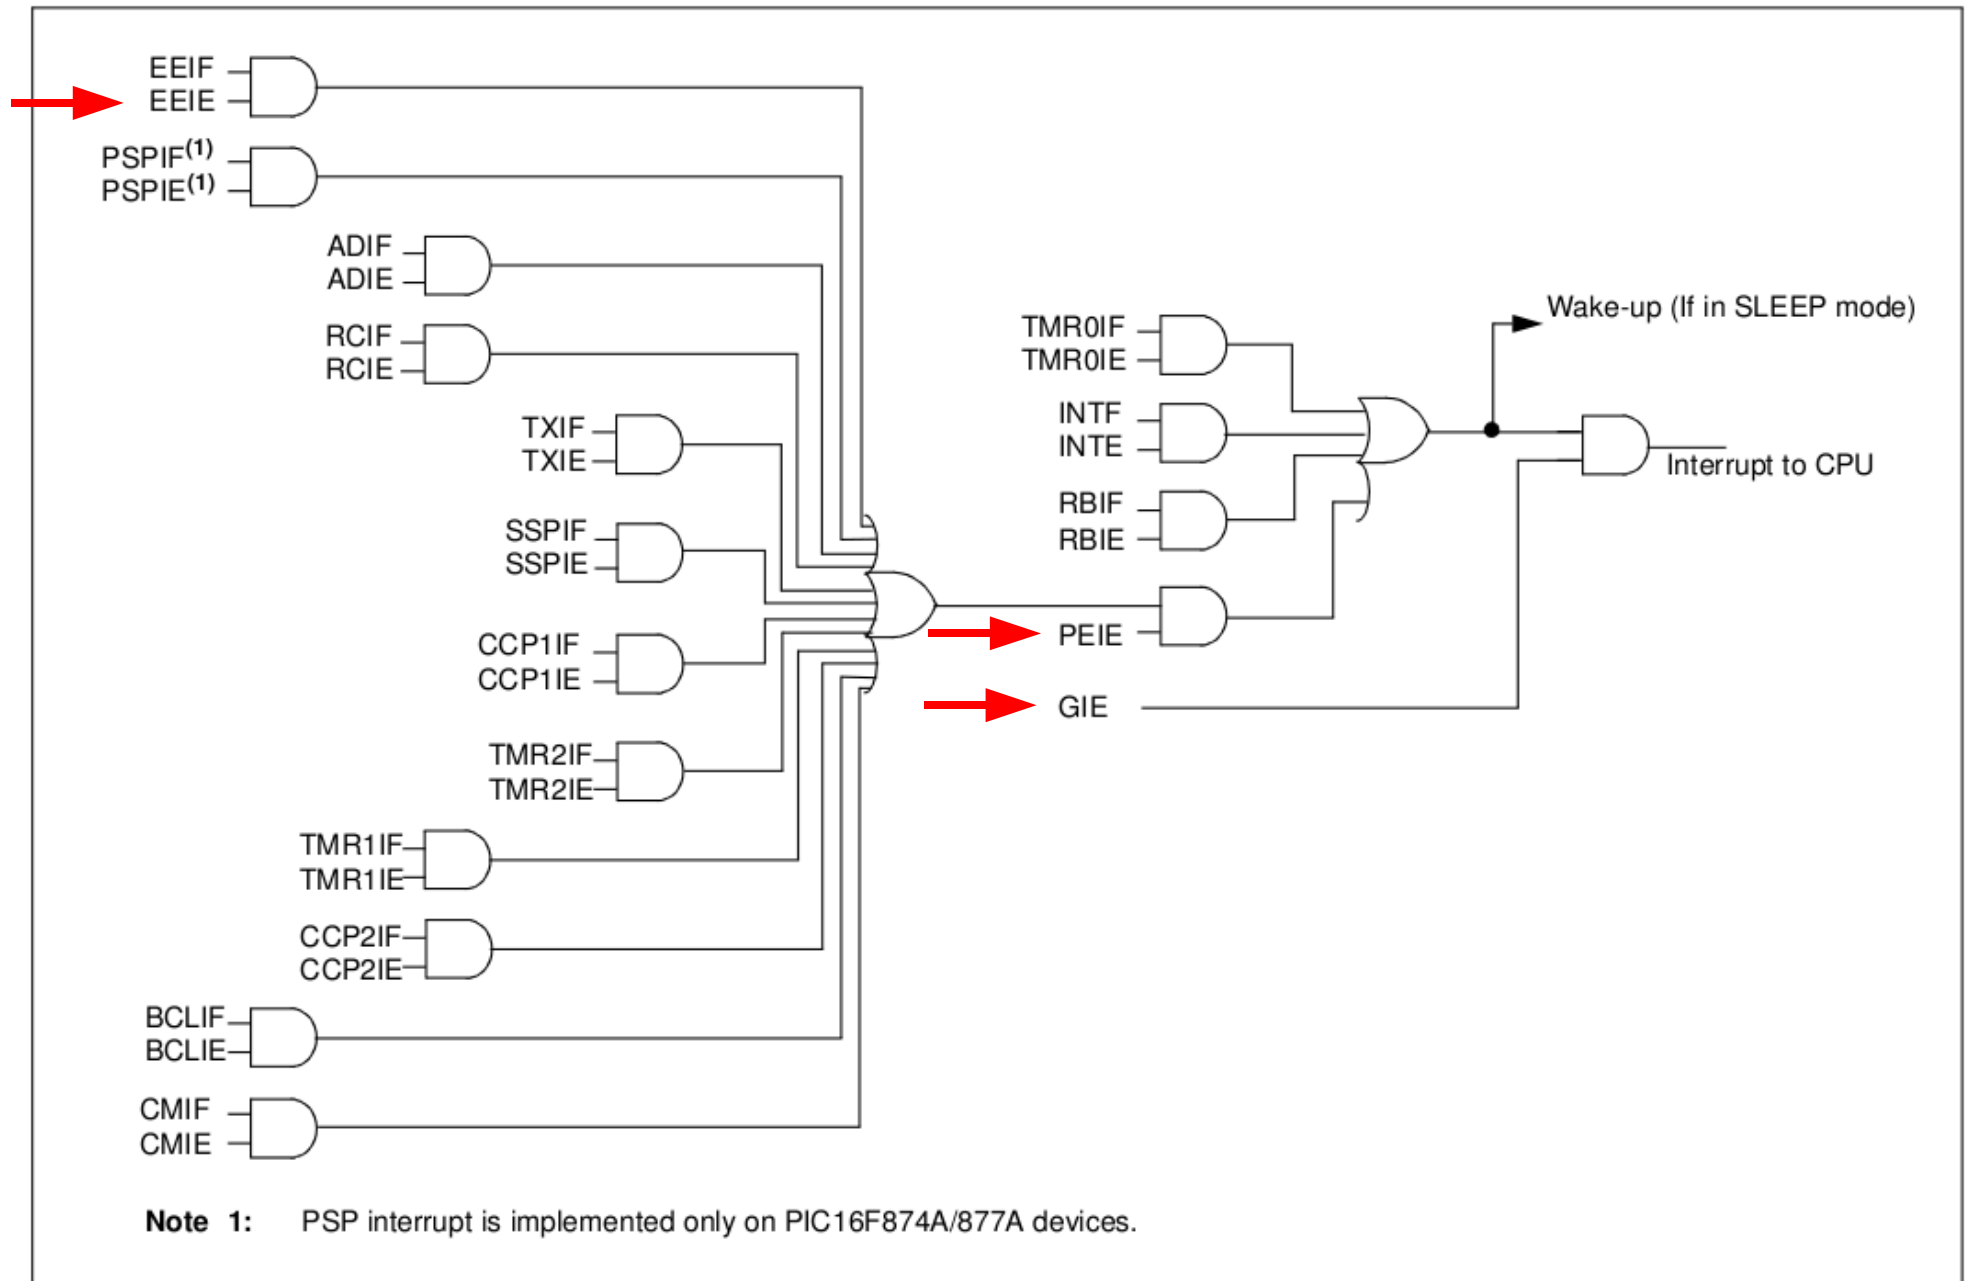 EEIF
EEIE
PSPIF(1)
PSPIE(1)
ADIF
ADIE
RCIF
RCIE
TXIF
TXIE
SSPIF
SSPIE
CCP1IF
CCP1IE
TMR2IF
TMR2IE
TMR1IF
TMR1IE
CCP2IF
CCP2IE
BCLIF
BCLIE
CMIF
CMIE
TMR0IF
TMR0IE
INTF
INTE
RBIF
RBIE
PEIE
GIE
Wake-up (If in SLEEP mode)
Interrupt to CPU
Note 1: PSP interrupt is implemented only on PIC16F874A/877A devices.